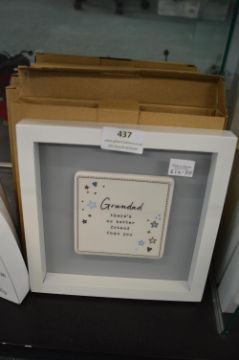 437
£14.99
Grandad
there's
no better
friend
than you